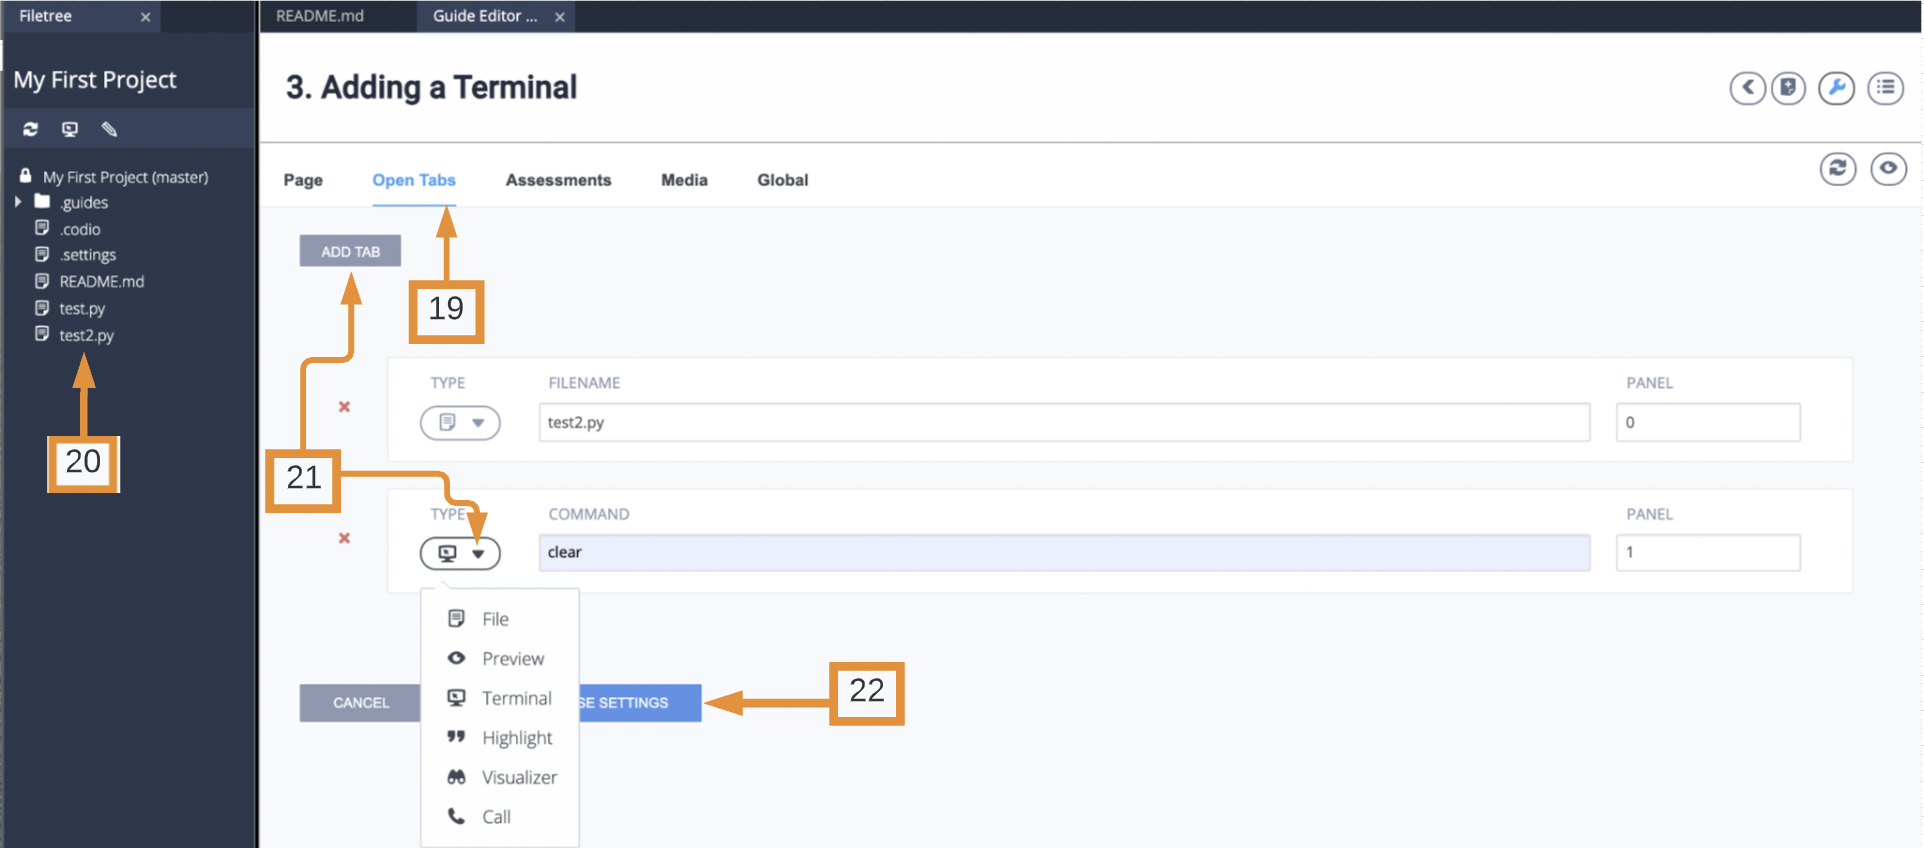 Filetree
README.md
Guide Editor ...
My First Project
3. Adding a Terminal
My First Project (master)
.guides
.codio
.settings
README.md
test.py
test2.py
20
Page Open Tabs Assessments Media Global
ADD TAB
19
21
TYPE FILENAME PANEL
test2.py 0
TYPE COMMAND PANEL
clear 1
File
Preview
Terminal
Highlight
Visualizer
Call
CANCEL
SETTINGS
22